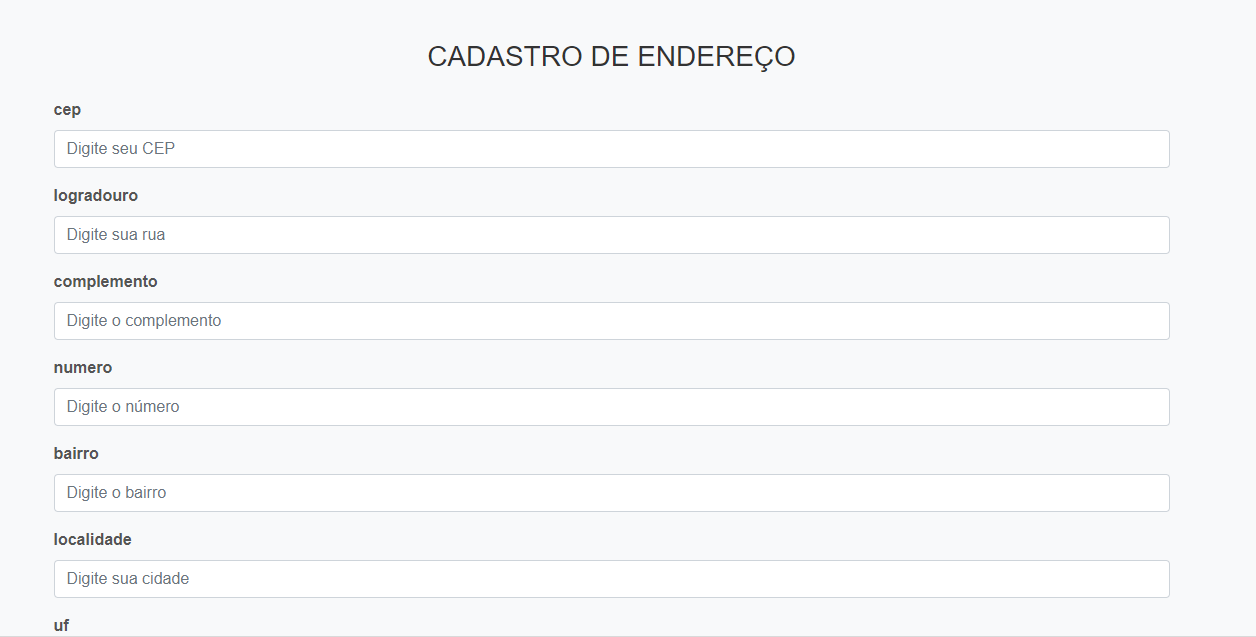 CADASTRO DE ENDEREÇO
cep
Digite seu CEP
logradouro
Digite sua rua
complemento
Digite o complemento
numero
Digite o número
bairro
Digite o bairro
localidade
Digite sua cidade
uf